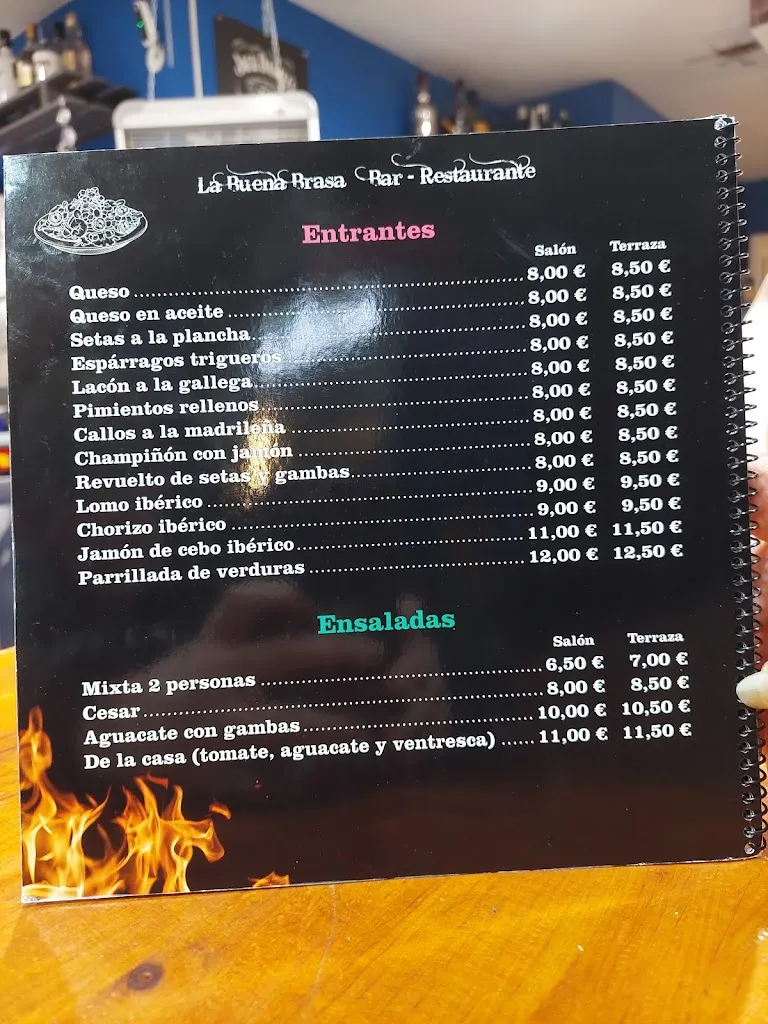 La Buena Brasa Bar - Restaurante
Entrantes
Salón Terraza
Queso 8,00 € 8,50 €
Queso en aceite 8,00 € 8,50 €
Setas a la plancha 8,00 € 8,50 €
Espárragos trigueros 8,00 € 8,50 €
Lacón a la gallega 8,00 € 8,50 €
Pimientos rellenos 8,00 € 8,50 €
Callos a la madrileña 8,00 € 8,50 €
Champiñón con jamón 8,00 € 8,50 €
Revuelto de setas y gambas 8,00 € 8,50 €
Lomo ibérico 9,00 € 9,50 €
Chorizo ibérico 9,00 € 9,50 €
Jamón de cebo ibérico 11,00 € 11,50 €
Parrillada de verduras 12,00 € 12,50 €
Ensaladas
Salón Terraza
Mixta 2 personas 6,50 € 7,00 €
Cesar 8,00 € 8,50 €
Aguacate con gambas 10,00 € 10,50 €
De la casa (tomate, aguacate y ventresca) 11,00 € 11,50 €